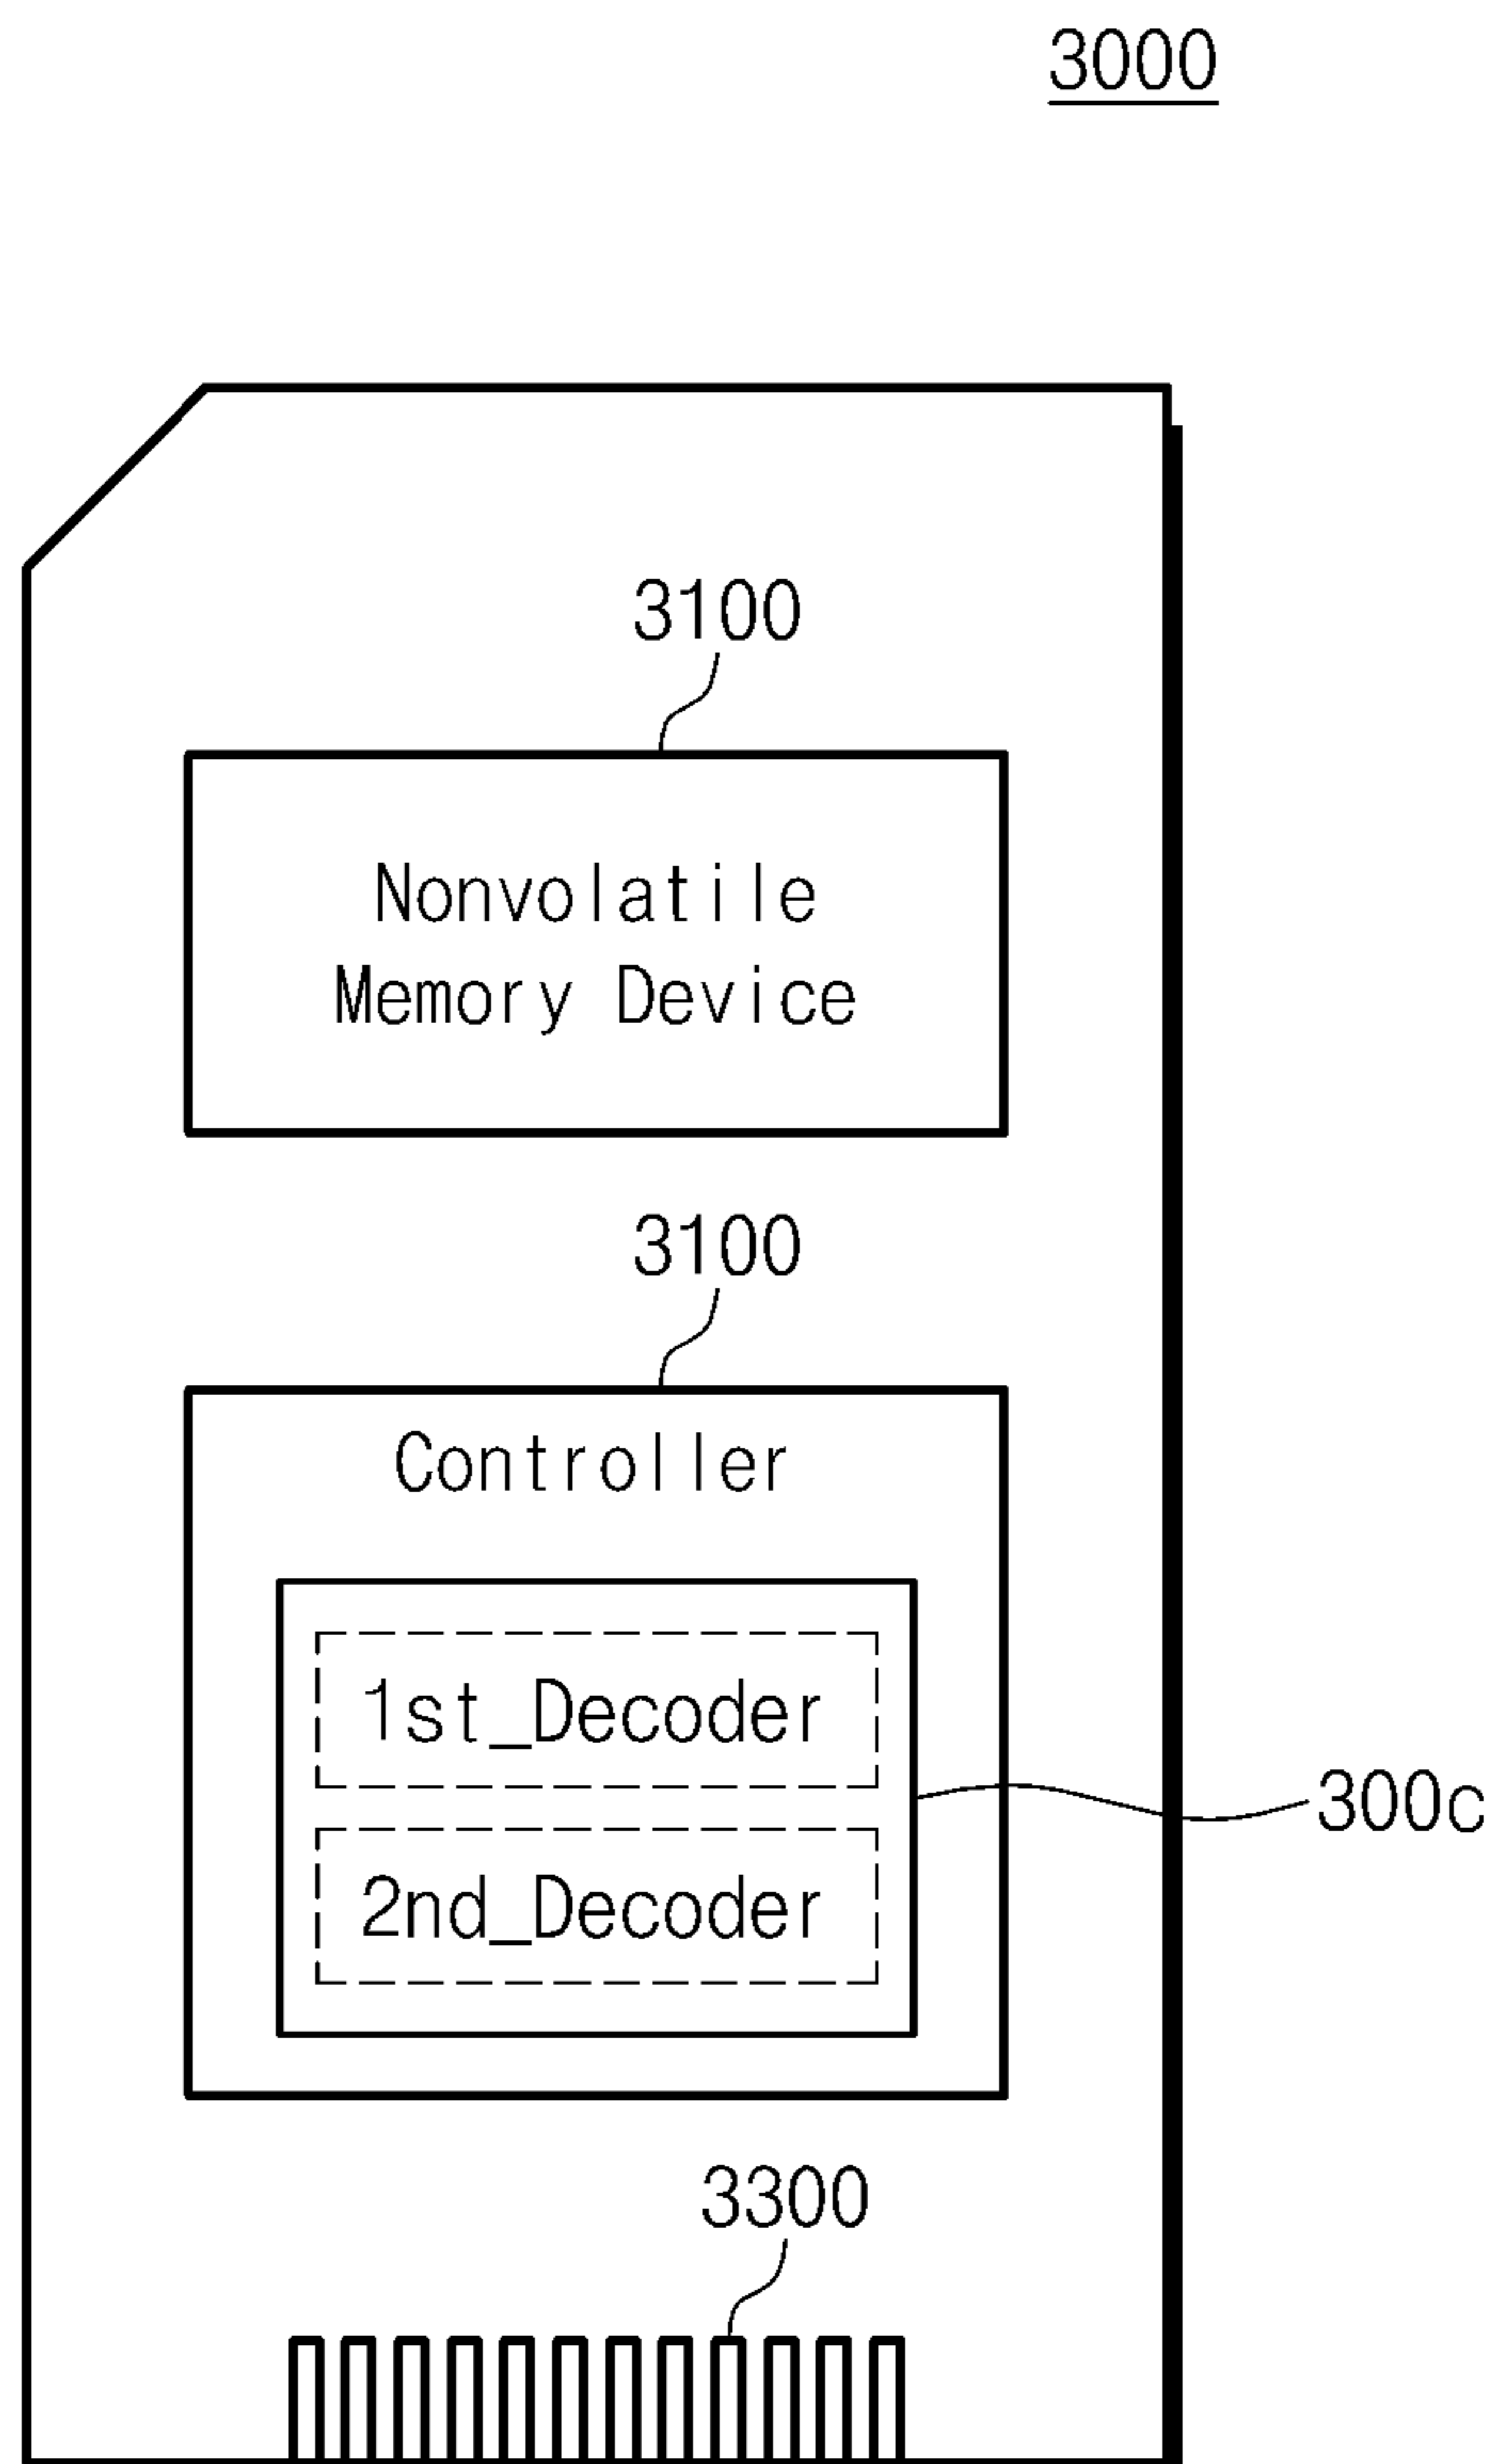 3000
3100
Nonvolatile
Memory Device
3100
Controller
1st_Decoder
300c
2nd_Decoder
3300